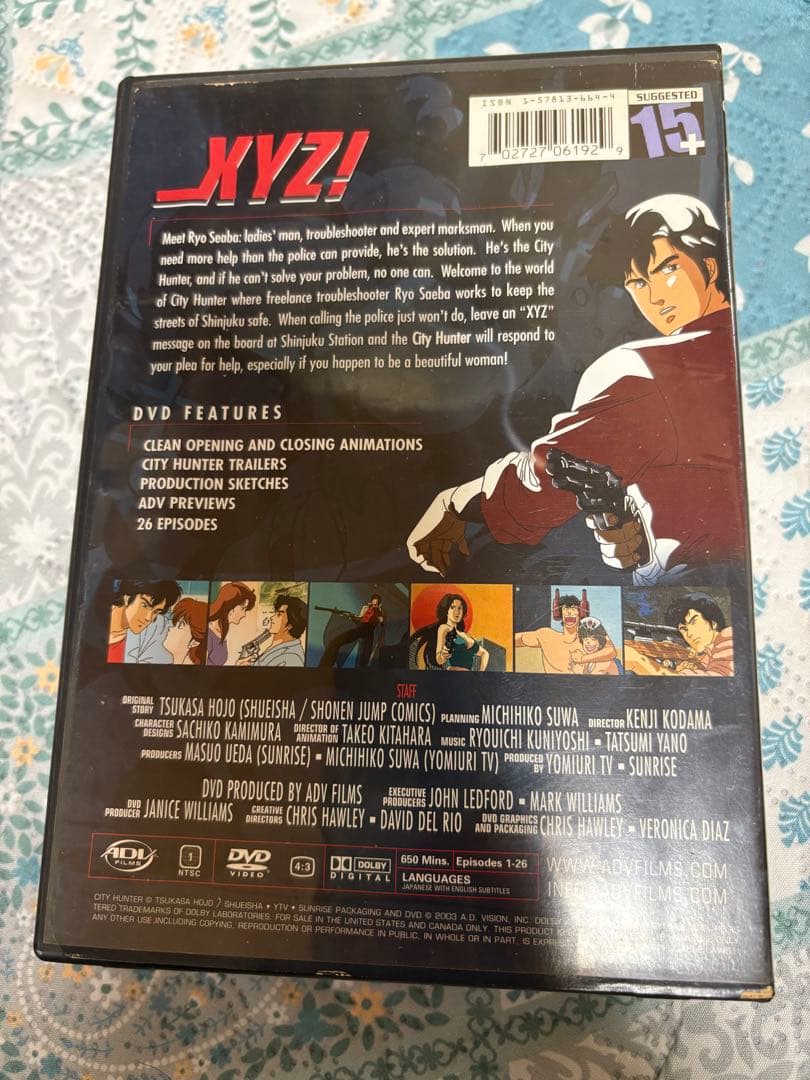 ISBN 1-57813-664-4
SUGGESTED
15+
7 02727 06192 9
XYZ!
Meet Ryo Seaba: ladies' man, troubleshooter and expert marksman. When you
need more help than the police can provide, he's the solution. He's the City
Hunter, and if he can't solve your problem, no one can. Welcome to the world
of City Hunter where freelance troubleshooter Ryo Saeba works to keep the
streets of Shinjuku safe. When calling the police just won't do, leave an "XYZ"
message on the board at Shinjuku Station and the City Hunter will respond to
your plea for help, especially if you happen to be a beautiful woman!
DVD FEATURES
CLEAN OPENING AND CLOSING ANIMATIONS
CITY HUNTER TRAILERS
PRODUCTION SKETCHES
ADV PREVIEWS
26 EPISODES
STAFF
ORIGINAL STORY TSUKASA HOJO (SHUEISHA / SHONEN JUMP COMICS) PLANNING MICHIHIKO SUWA DIRECTOR KENJI KODAMA
CHARACTER DESIGNS SACHIKO KAMIMURA DIRECTOR OF ANIMATION TAKEO KITAHARA MUSIC RYOUICHI KUNIYOSHI ▪ TATSUMI YANO
PRODUCERS MASUO UEDA (SUNRISE) ▪ MICHIHIKO SUWA (YOMIURI TV) PRODUCED BY YOMIURI TV ▪ SUNRISE
DVD PRODUCED BY ADV FILMS EXECUTIVE PRODUCERS JOHN LEDFORD ▪ MARK WILLIAMS
DVD PRODUCER JANICE WILLIAMS CREATIVE DIRECTORS CHRIS HAWLEY ▪ DAVID DEL RIO DVD GRAPHICS AND PACKAGING CHRIS HAWLEY ▪ VERONICA DIAZ
ADV FILMS
1 NTSC
DVD VIDEO
4:3
DOLBY DIGITAL
650 Mins. Episodes 1-26
LANGUAGES
JAPANESE WITH ENGLISH SUBTITLES
WWW.ADVFILMS.COM
INFO@ADVFILMS.COM
CITY HUNTER © TSUKASA HOJO / SHUEISHA • YTV • SUNRISE PACKAGING AND DVD © 2003 A.D. VISION, INC. DOLBY
TERED TRADEMARKS OF DOLBY LABORATORIES. FOR SALE IN THE UNITED STATES AND CANADA ONLY. THIS PRODUCT
ANY OTHER USE INCLUDING COPYING, REPRODUCTION OR PERFORMANCE IN PUBLIC, IN WHOLE OR IN PART, IS